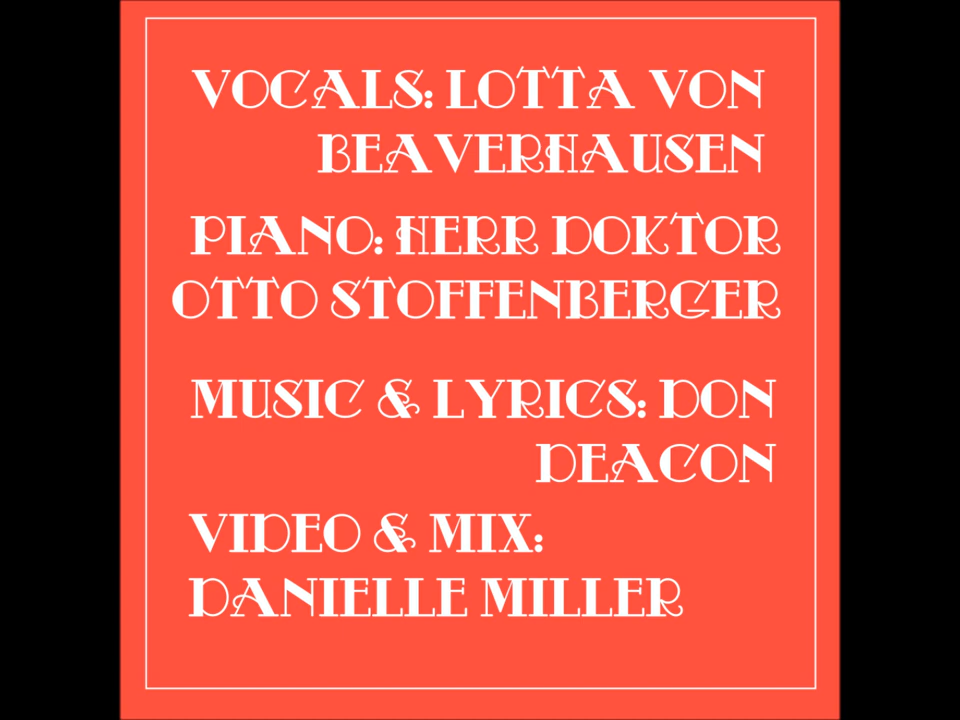 VOCALS: LOTTA VON
BEAVERHAUSEN
PIANO: HERR DOKTOR
OTTO STOFFENBERGER
MUSIC & LYRICS: DON
DEACON
VIDEO & MIX:
DANIELLE MILLER